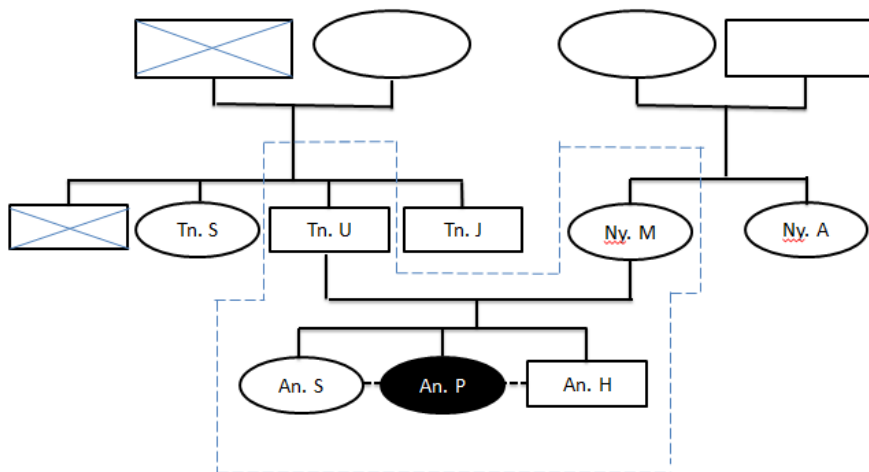 Tn. S
Tn. U
Tn. J
Ny. M
Ny. A
An. S
An. P
An. H